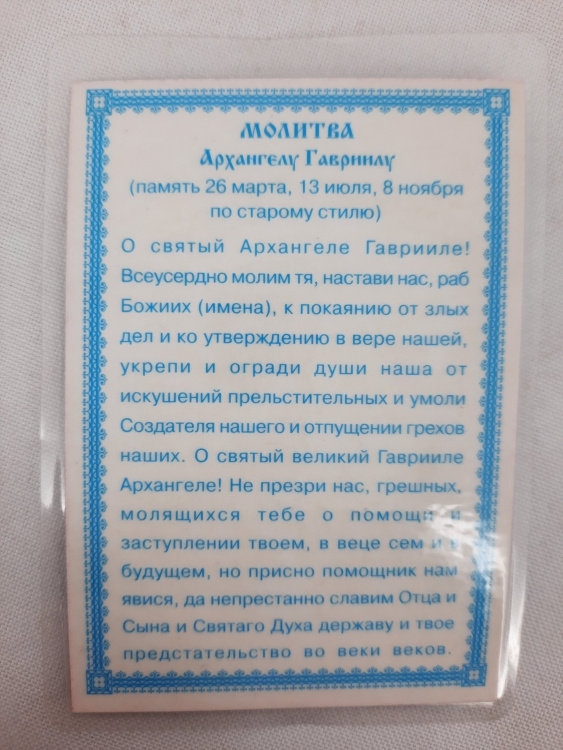 МОЛИТВА
Архангелу Гавриилу
(память 26 марта, 13 июля, 8 ноября
по старому стилю)
О святый Архангеле Гаврииле!
Всеусердно молим тя, настави нас, раб
Божиих (имена), к покаянию от злых
дел и ко утверждению в вере нашей,
укрепи и огради души наша от
искушений прельстительных и умоли
Создателя нашего и отпущении грехов
наших. О святый великий Гаврииле
Архангеле! Не презри нас, грешных,
молящихся тебе о помощи и
заступлении твоем, в веце сем и в
будущем, но присно помощник нам
явися, да непрестанно славим Отца и
Сына и Святаго Духа державу и твое
предстательство во веки веков.